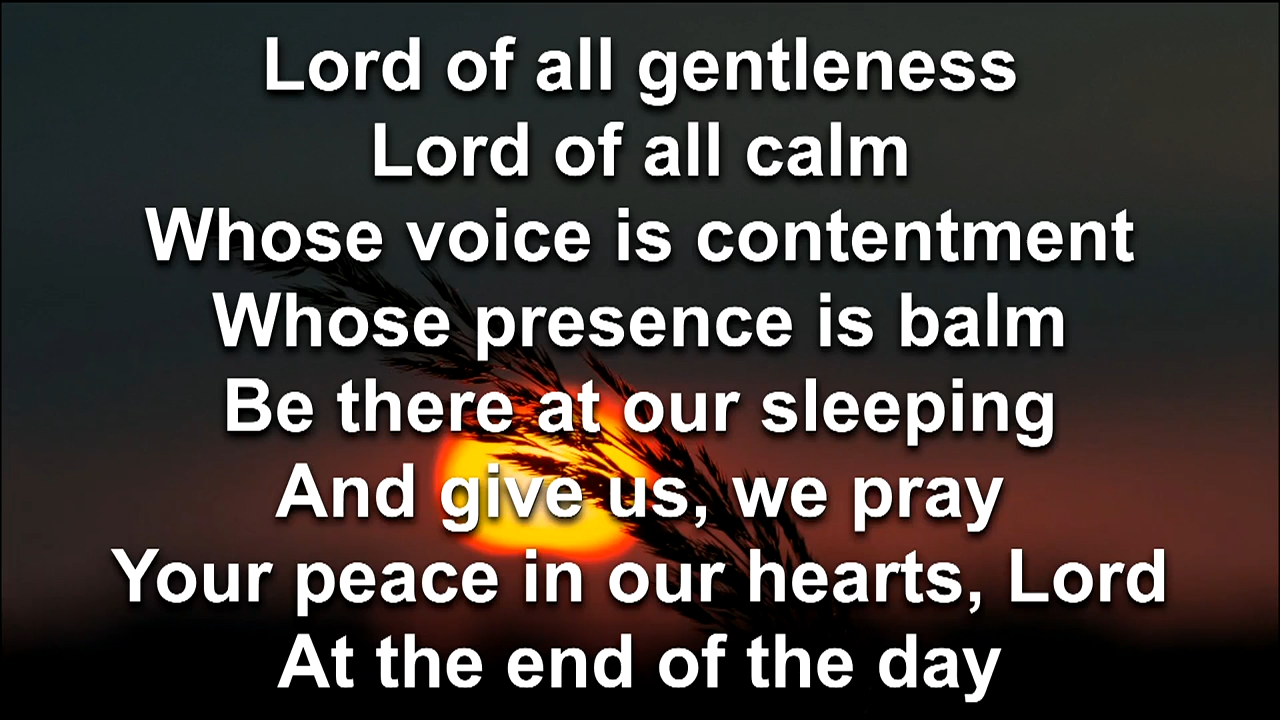 Lord of all gentleness
Lord of all calm
Whose voice is contentment
Whose presence is balm
Be there at our sleeping
And give us, we pray
Your peace in our hearts, Lord
At the end of the day